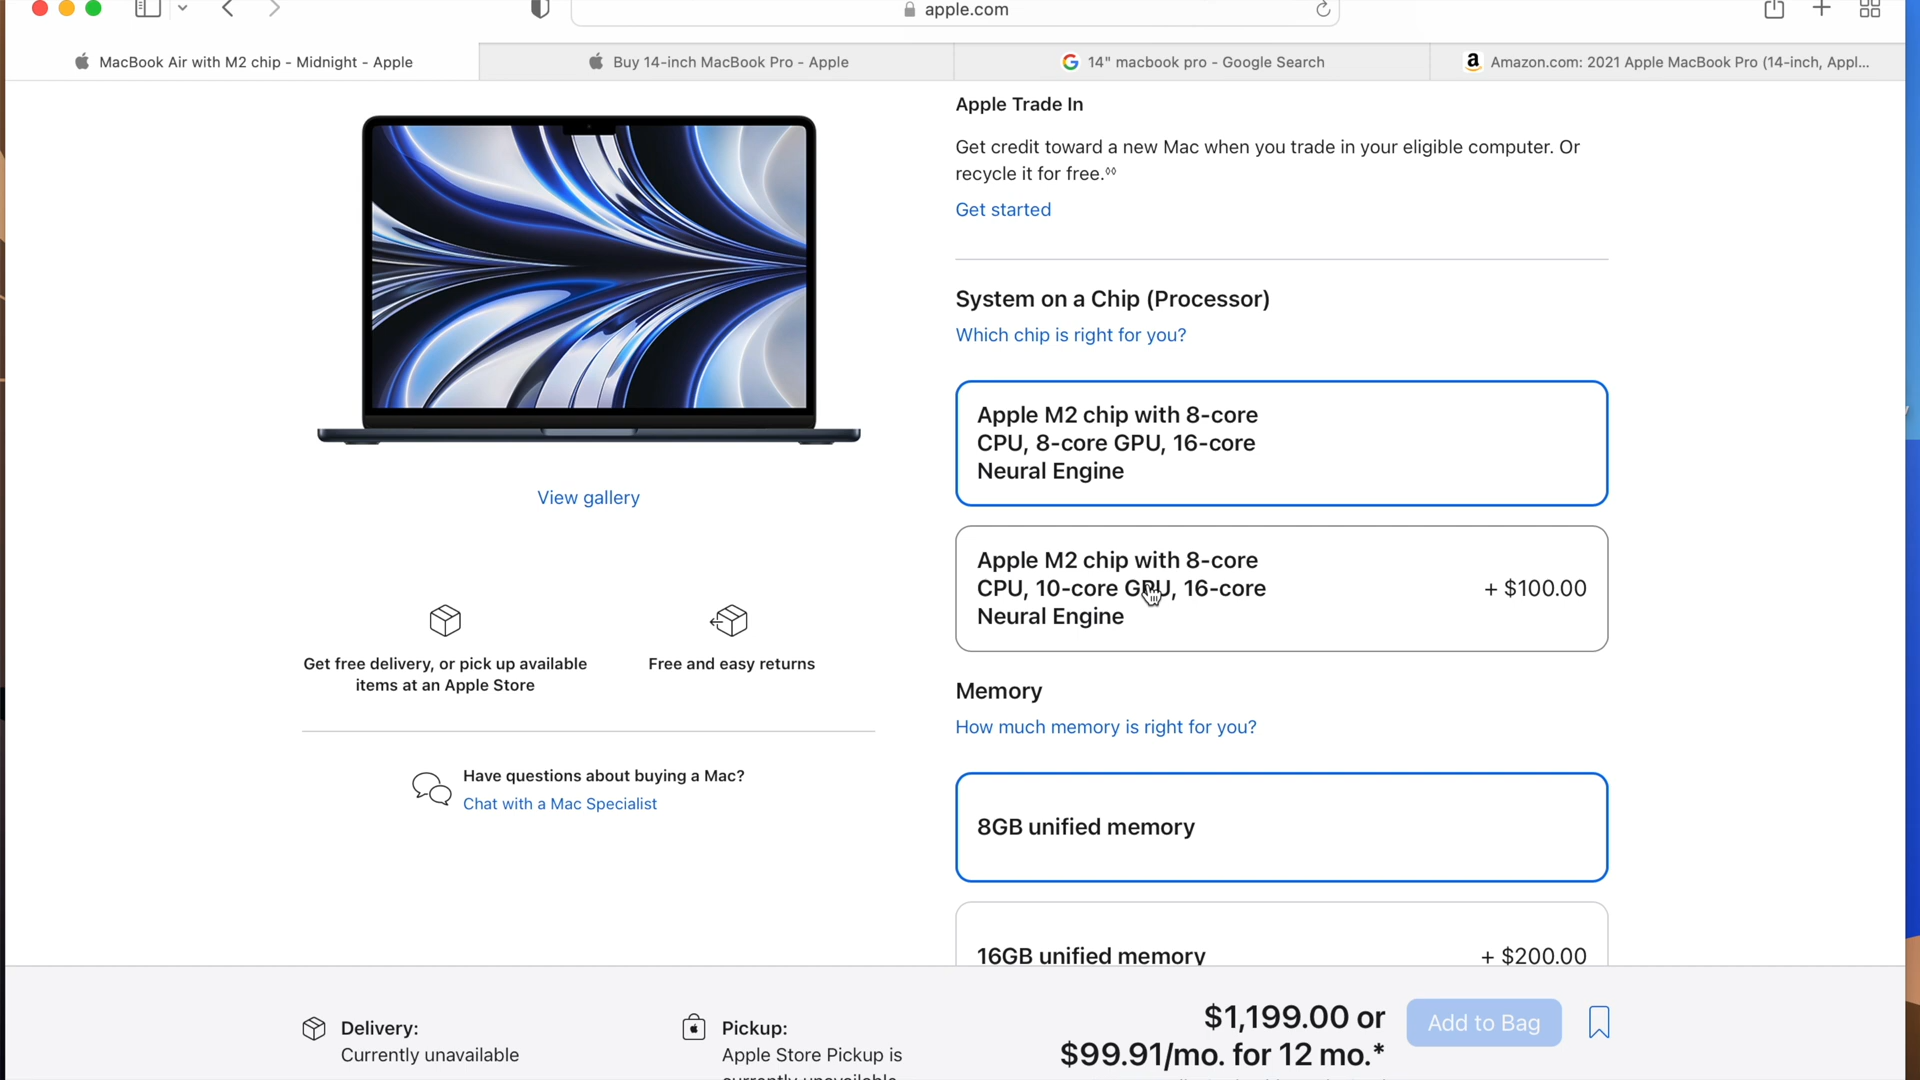 apple.com
MacBook Air with M2 chip - Midnight - Apple
Buy 14-inch MacBook Pro - Apple
14" macbook pro - Google Search
Amazon.com: 2021 Apple MacBook Pro (14-inch, Appl...
Apple Trade In
Get credit toward a new Mac when you trade in your eligible computer. Or
recycle it for free.◊◊
Get started
System on a Chip (Processor)
Which chip is right for you?
Apple M2 chip with 8-core
CPU, 8-core GPU, 16-core
Neural Engine
Apple M2 chip with 8-core
CPU, 10-core GPU, 16-core
Neural Engine
+ $100.00
View gallery
Get free delivery, or pick up available
items at an Apple Store
Free and easy returns
Have questions about buying a Mac?
Chat with a Mac Specialist
Memory
How much memory is right for you?
8GB unified memory
16GB unified memory
+ $200.00
Delivery:
Currently unavailable
Pickup:
Apple Store Pickup is
currently unavailable
$1,199.00 or
$99.91/mo. for 12 mo.*
Add to Bag